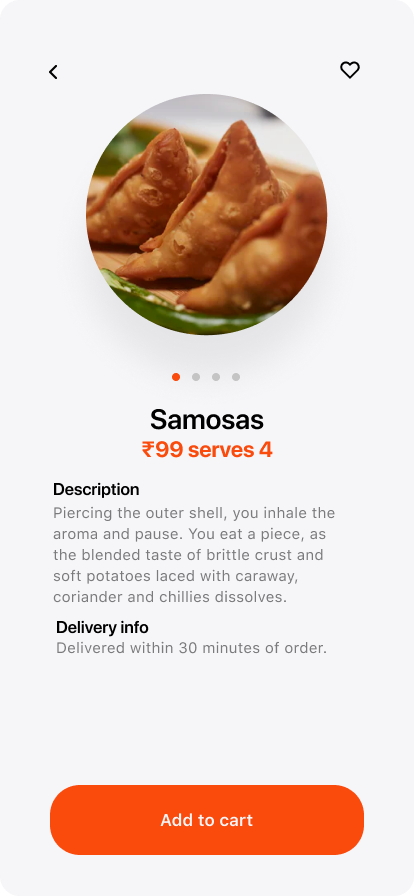 Samosas
₹99 serves 4
Description
Piercing the outer shell, you inhale the
aroma and pause. You eat a piece, as
the blended taste of brittle crust and
soft potatoes laced with caraway,
coriander and chillies dissolves.
Delivery info
Delivered within 30 minutes of order.
Add to cart